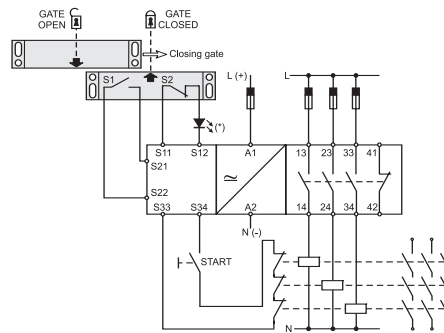 GATE OPEN
GATE CLOSED
Closing gate
S1 S2
L (+) L
(*)
S11 S12 A1 13 23 33 41
S21
S22
S33 S34 A2 14 24 34 42
N (-)
START
N